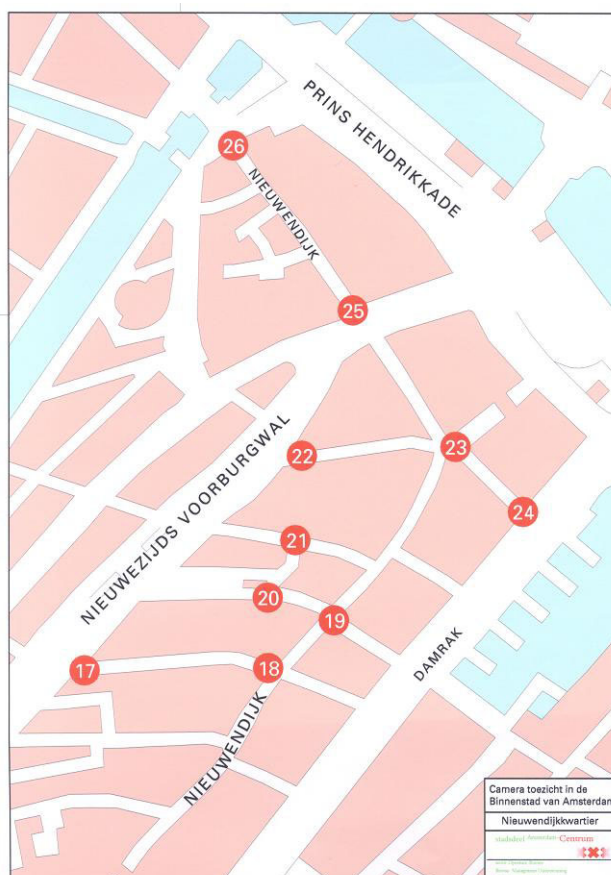 PRINS HENDRIKKADE
26
NIEUWENDIJK
25
NIEUWEZIJDS VOORBURGWAL
22
23
24
21
20
19
DAMRAK
17
18
NIEUWENDIJK
Camera toezicht in de
Binnenstad van Amsterdam
Nieuwendijkkwartier
stadsdeel Amsterdam Centrum